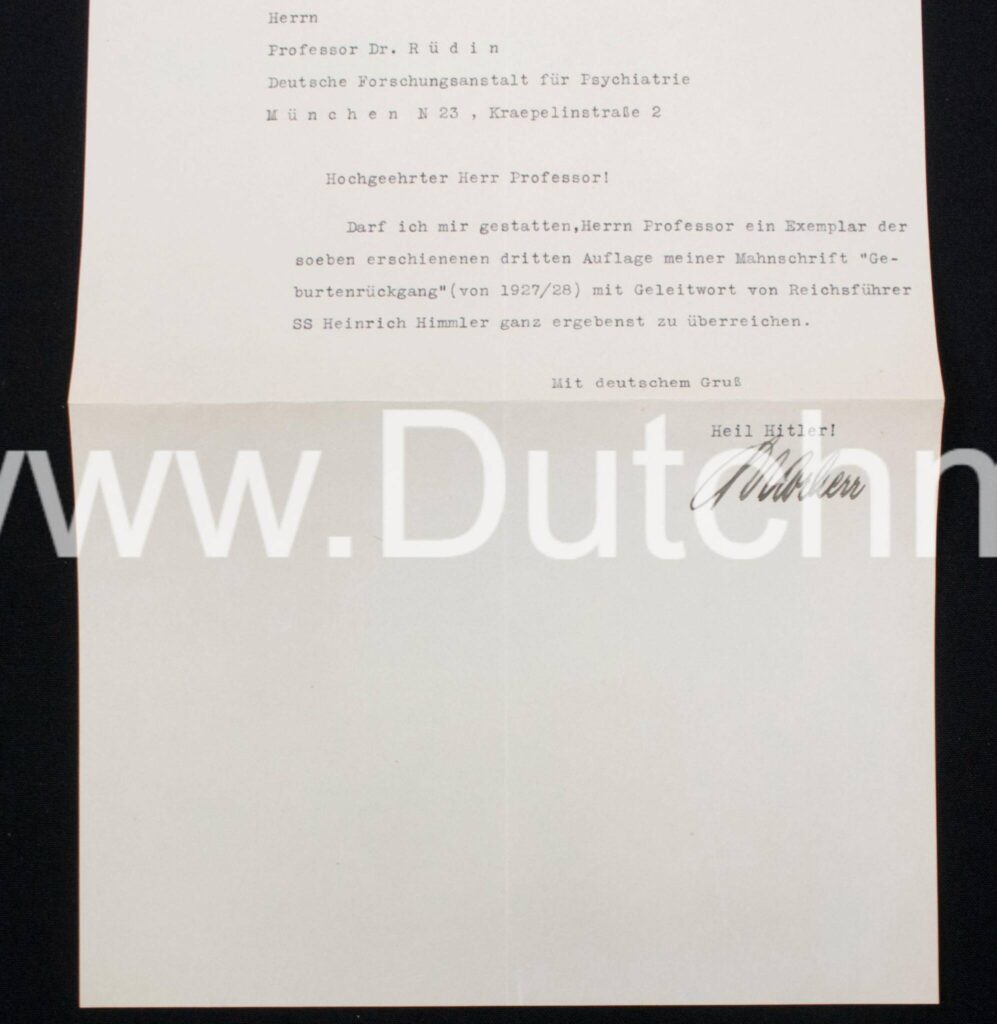 Herrn
Professor Dr. R ü d i n
Deutsche Forschungsanstalt für Psychiatrie
M ü n c h e n N 23 , Kraepelinstraße 2
Hochgeehrter Herr Professor!
Darf ich mir gestatten,Herrn Professor ein Exemplar der
soeben erschienenen dritten Auflage meiner Mahnschrift "Ge-
burtenrückgang"(von 1927/28) mit Geleitwort von Reichsführer
SS Heinrich Himmler ganz ergebenst zu überreichen.
Mit deutschem Gruß
Heil Hitler!
www.Dutchm